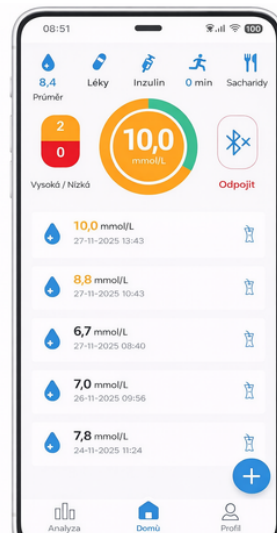 08:51
100
8,4 Léky Inzulin 0 min Sacharidy
Průměr
2
0
10,0
mmol/L
Vysoká / Nízká
Odpojit
10,0 mmol/L
27-11-2025 13:43
8,8 mmol/L
27-11-2025 10:43
6,7 mmol/L
27-11-2025 08:40
7,0 mmol/L
26-11-2025 09:56
7,8 mmol/L
24-11-2025 11:24
Analýza Domů Profil